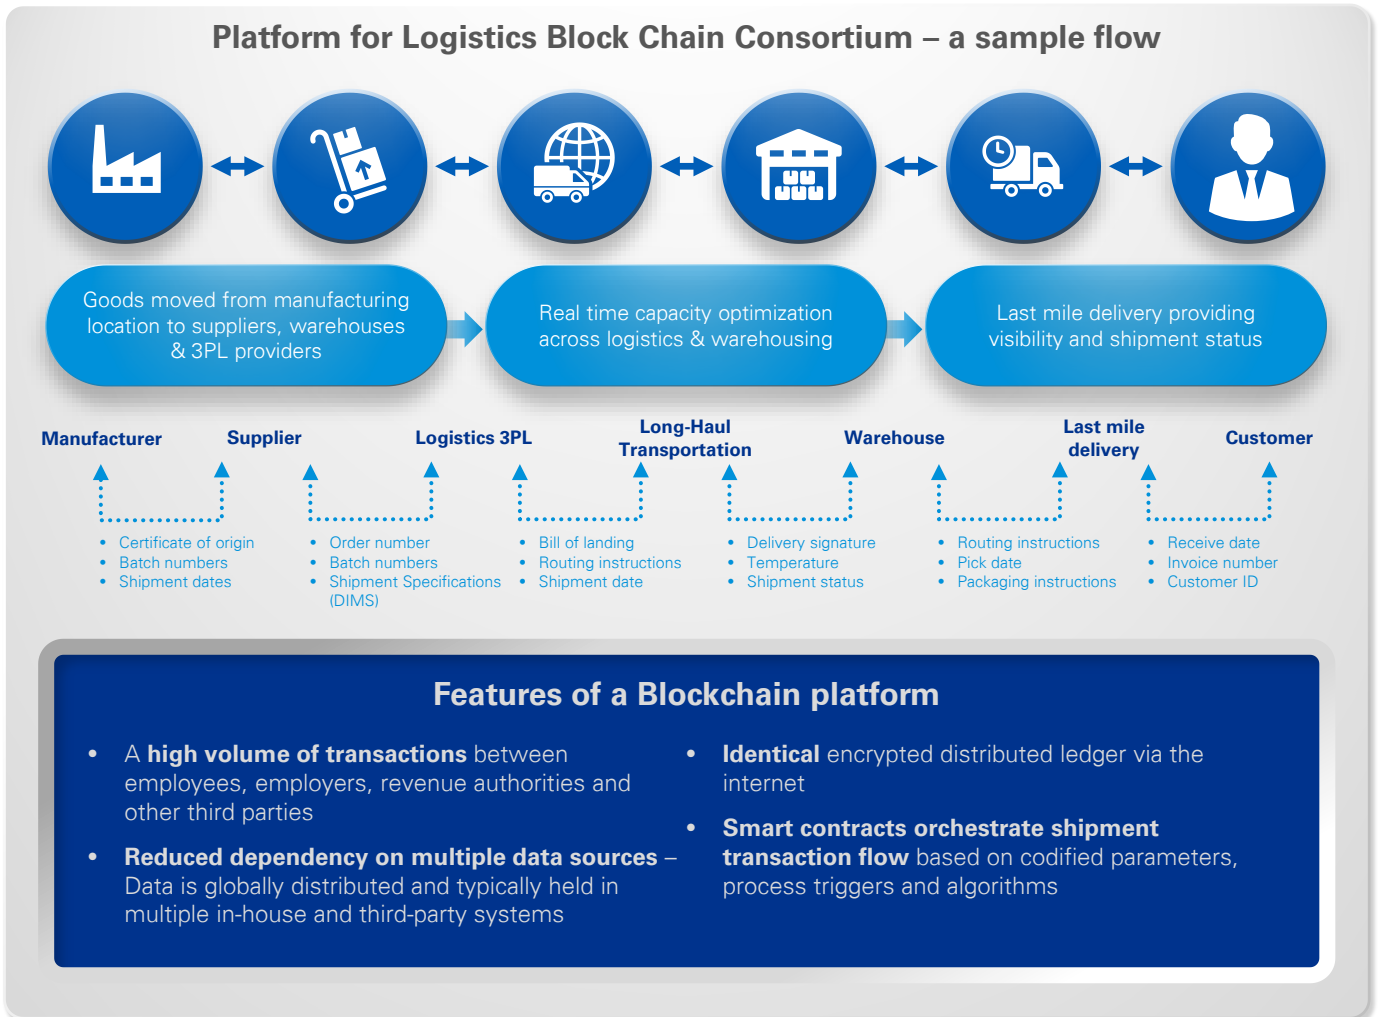 Platform for Logistics Block Chain Consortium – a sample flow
Goods moved from manufacturing
location to suppliers, warehouses
& 3PL providers
Real time capacity optimization
across logistics & warehousing
Last mile delivery providing
visibility and shipment status
Manufacturer
Supplier
Logistics 3PL
Long-Haul
Transportation
Warehouse
Last mile
delivery
Customer
• Certificate of origin
• Batch numbers
• Shipment dates
• Order number
• Batch numbers
• Shipment Specifications
(DIMS)
• Bill of landing
• Routing instructions
• Shipment date
• Delivery signature
• Temperature
• Shipment status
• Routing instructions
• Pick date
• Packaging instructions
• Receive date
• Invoice number
• Customer ID
Features of a Blockchain platform
• A high volume of transactions between
employees, employers, revenue authorities and
other third parties
• Reduced dependency on multiple data sources –
Data is globally distributed and typically held in
multiple in-house and third-party systems
• Identical encrypted distributed ledger via the
internet
• Smart contracts orchestrate shipment
transaction flow based on codified parameters,
process triggers and algorithms